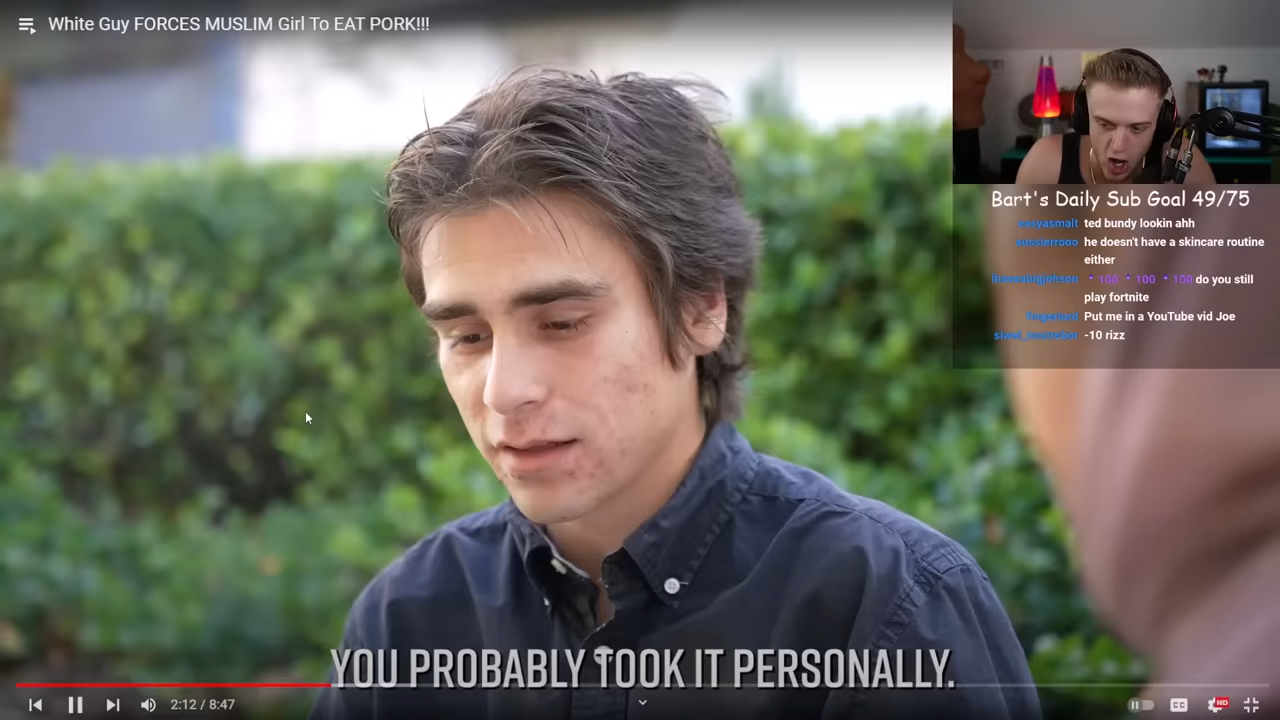 White Guy FORCES MUSLIM Girl To EAT PORK!!!
Bart's Daily Sub Goal 49/75
ted bundy lookin ahh
he doesn't have a skincare routine
either
100 100 100 do you still
play fortnite
Put me in a YouTube vid Joe
-10 rizz
YOU PROBABLY TOOK IT PERSONALLY.
2:12 / 8:47
CC
HD